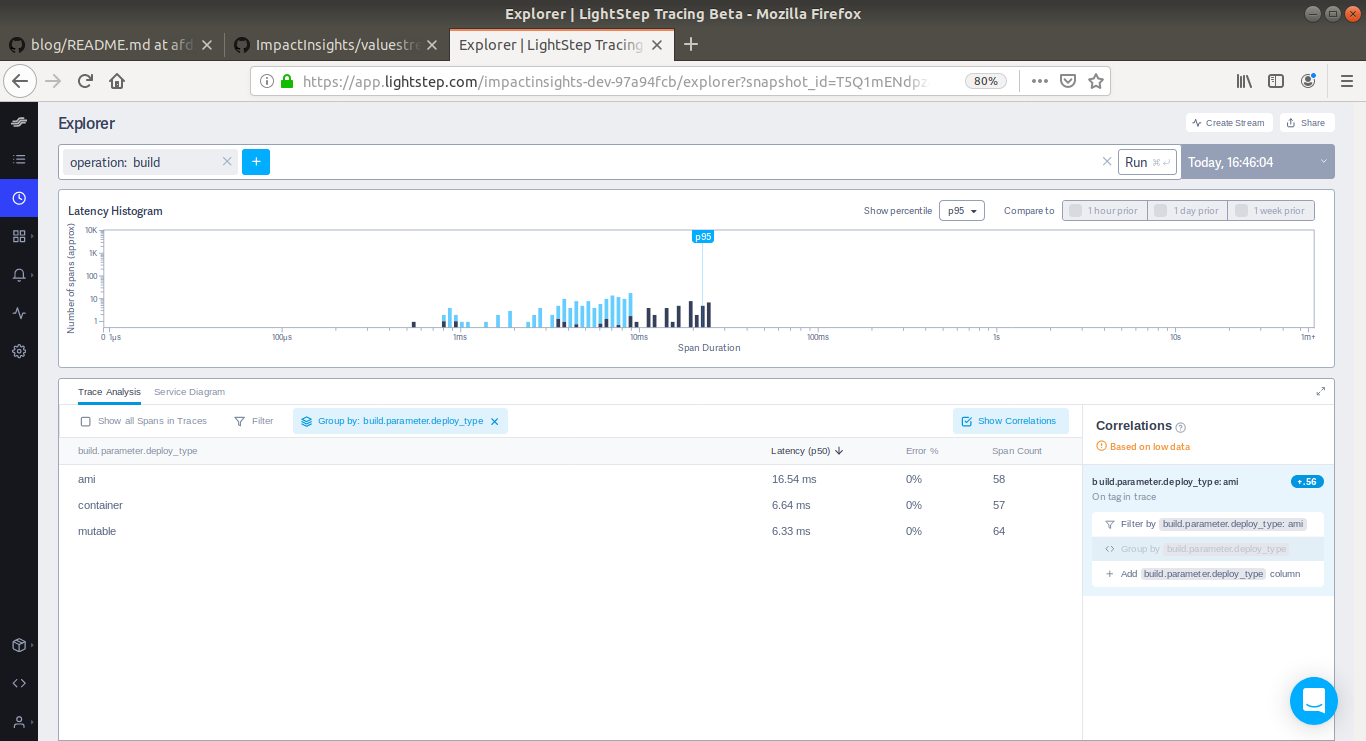 Explorer | LightStep Tracing Beta - Mozilla Firefox
blog/README.md at afd
ImpactInsights/valuestre
Explorer | LightStep Tracing
https://app.lightstep.com/impactinsights-dev-97a94fcb/explorer?snapshot_id=T5Q1mENdpz
80%
Explorer
Create Stream
Share
operation: build
+
Run
Today, 16:46:04
Latency Histogram
Show percentile
p95
Compare to
1 hour prior
1 day prior
1 week prior
Number of spans (approx)
10K
1K
100
10
1
p95
0 1µs 100µs 1ms 10ms 100ms 1s 10s 1m+
Span Duration
Trace Analysis Service Diagram
Show all Spans in Traces
Filter
Group by: build.parameter.deploy_type
Show Correlations
build.parameter.deploy_type Latency (p50) Error % Span Count
ami 16.54 ms 0% 58
container 6.64 ms 0% 57
mutable 6.33 ms 0% 64
Correlations
Based on low data
build.parameter.deploy_type: ami +.56
On tag in trace
Filter by build.parameter.deploy_type: ami
Group by build.parameter.deploy_type
Add build.parameter.deploy_type column